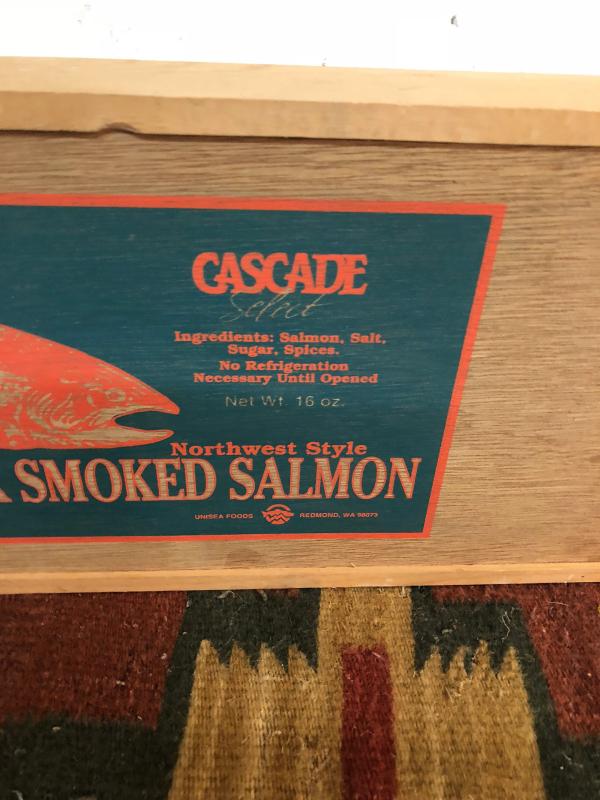 CASCADE
Select
Ingredients: Salmon, Salt,
Sugar, Spices.
No Refrigeration
Necessary Until Opened
Net Wt. 16 oz.
Northwest Style
SMOKED SALMON
UNISEA FOODS REDMOND, WA 98073